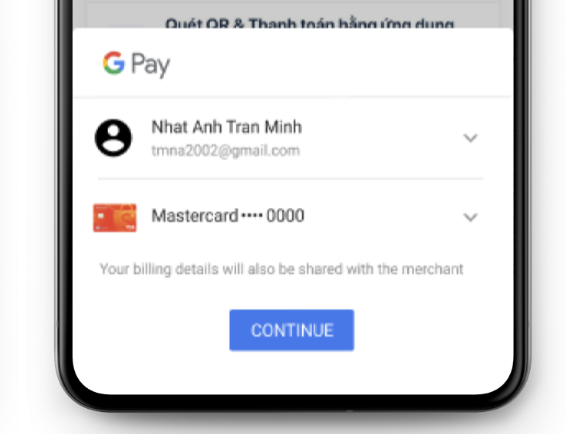 Quét QR & Thanh toán bằng ứng dụng
G Pay
Nhat Anh Tran Minh
tmna2002@gmail.com
Mastercard •••• 0000
Your billing details will also be shared with the merchant
CONTINUE